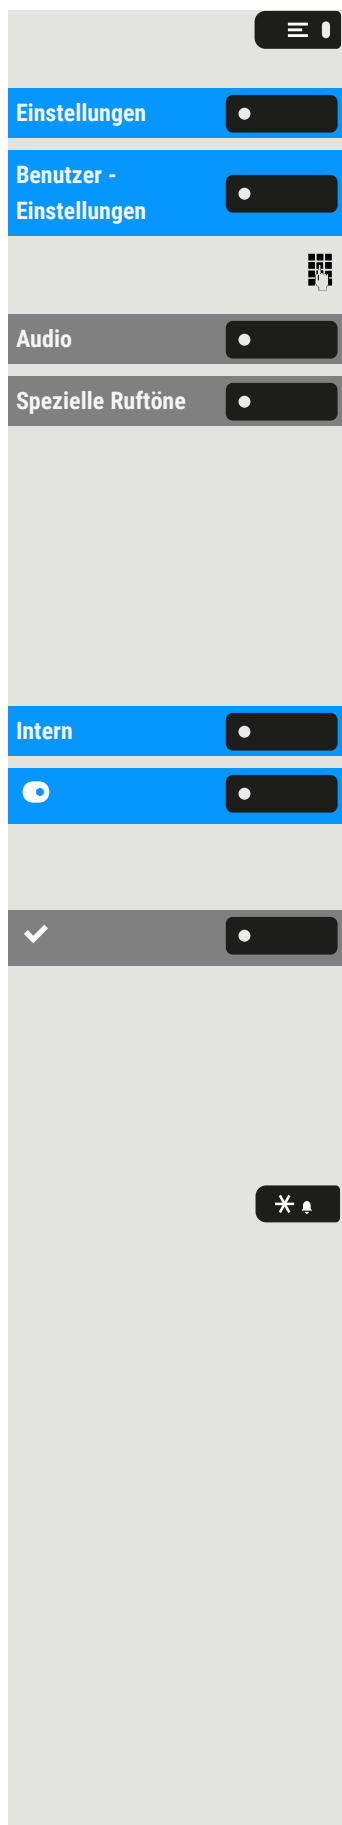 Einstellungen
Benutzer -
Einstellungen
Audio
Spezielle Ruftöne
Intern